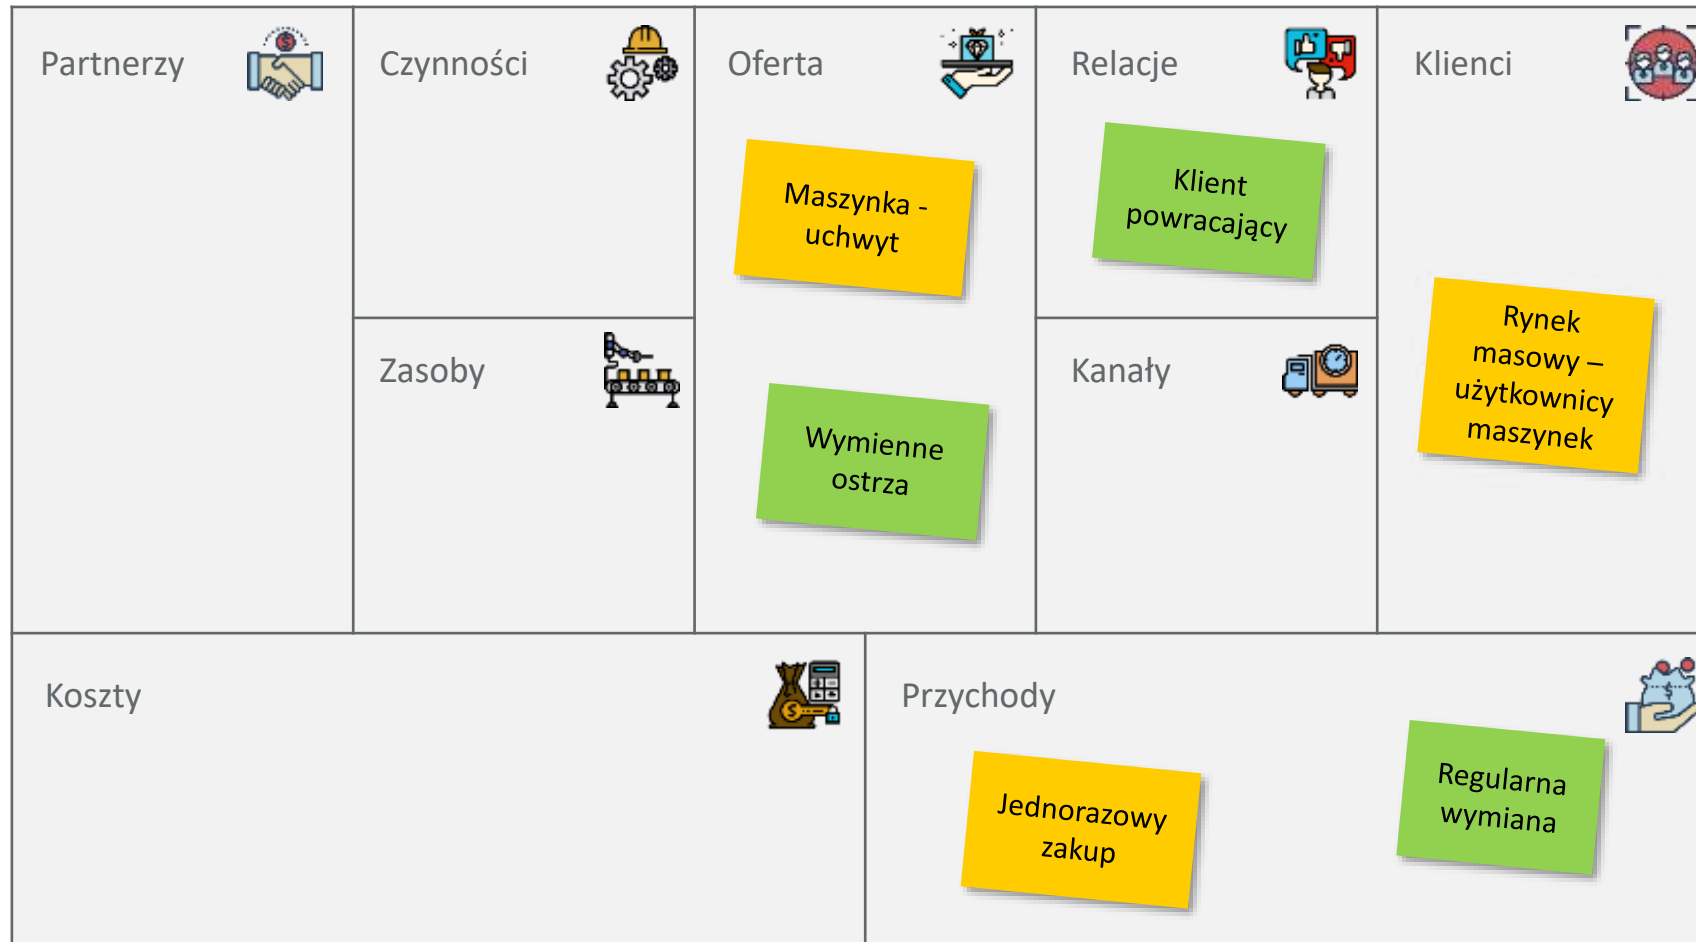 Partnerzy
Czynności
Zasoby
Oferta
Maszynka -
uchwyt
Wymienne
ostrza
Relacje
Klient
powracający
Kanały
Klienci
Rynek
masowy –
użytkownicy
maszynek
Koszty
Przychody
Jednorazowy
zakup
Regularna
wymiana